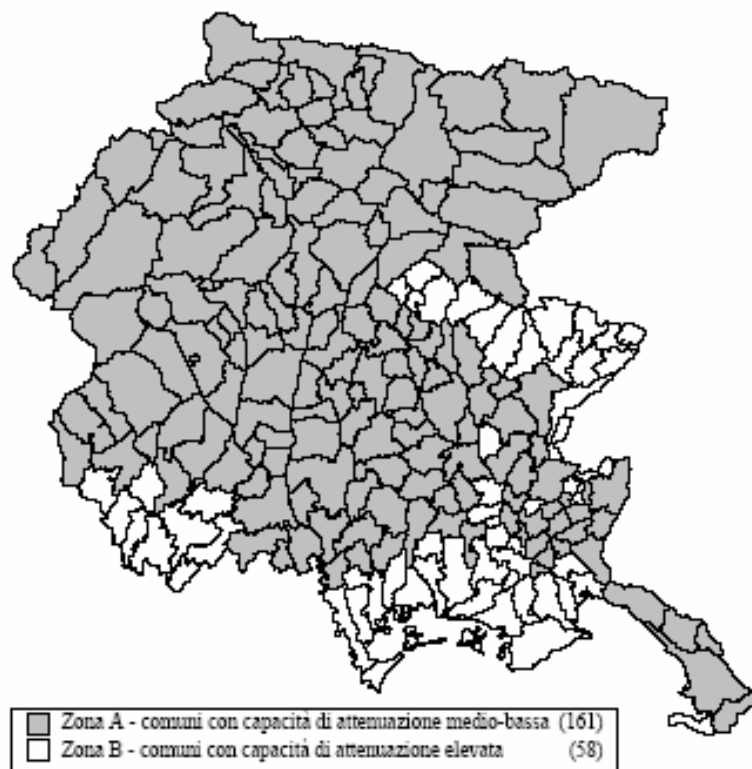 Zona A - comuni con capacità di attenuazione medio-bassa (161)
Zona B - comuni con capacità di attenuazione elevata (58)